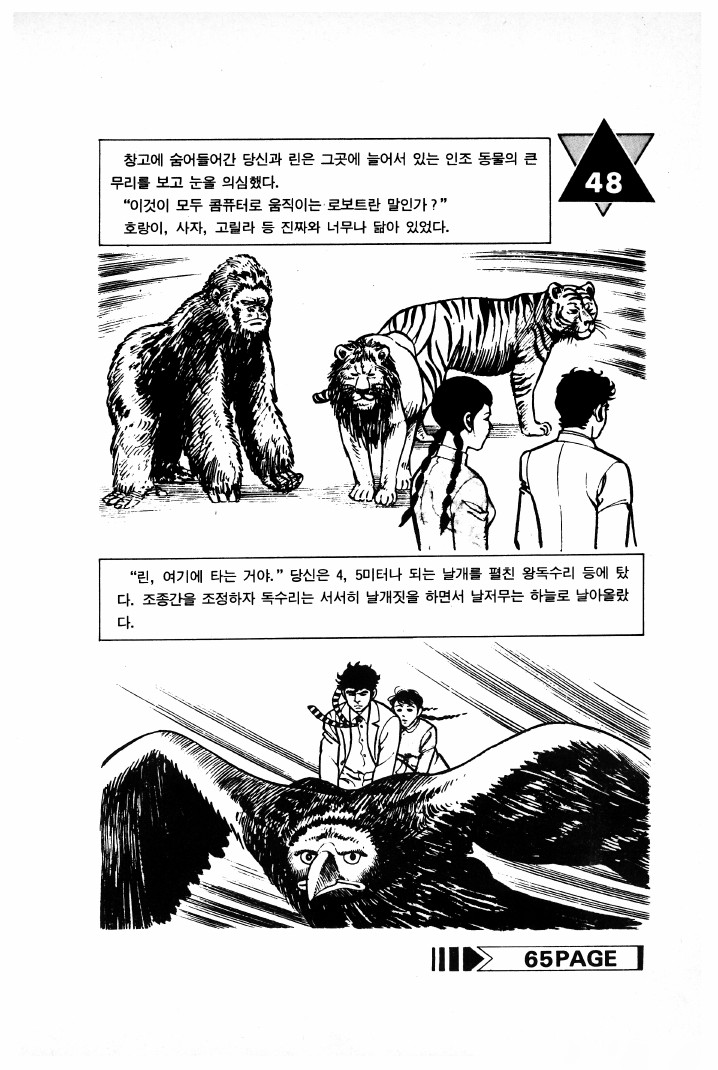 창고에 숨어들어간 당신과 린은 그곳에 늘어서 있는 인조 동물의 큰
무리를 보고 눈을 의심했다.
“이것이 모두 콤퓨터로 움직이는 로보트란 말인가?”
호랑이, 사자, 고릴라 등 진짜와 너무나 닮아 있었다.
48
“린, 여기에 타는 거야.” 당신은 4, 5미터나 되는 날개를 펼친 왕독수리 등에 탔
다. 조종간을 조정하자 독수리는 서서히 날개짓을 하면서 날저무는 하늘로 날아올랐
다.
65PAGE